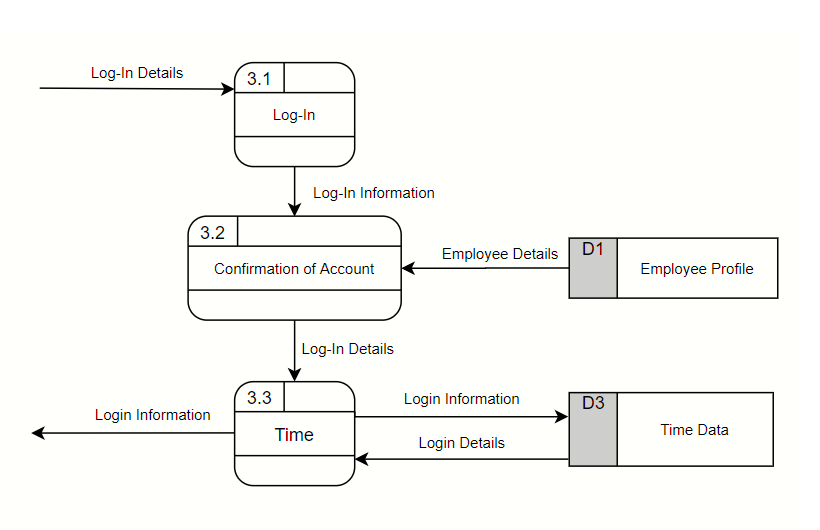 Log-In Details
3.1
Log-In
Log-In Information
3.2
Confirmation of Account
Employee Details
D1
Employee Profile
Log-In Details
3.3
Time
Login Information
Login Information
Login Details
D3
Time Data